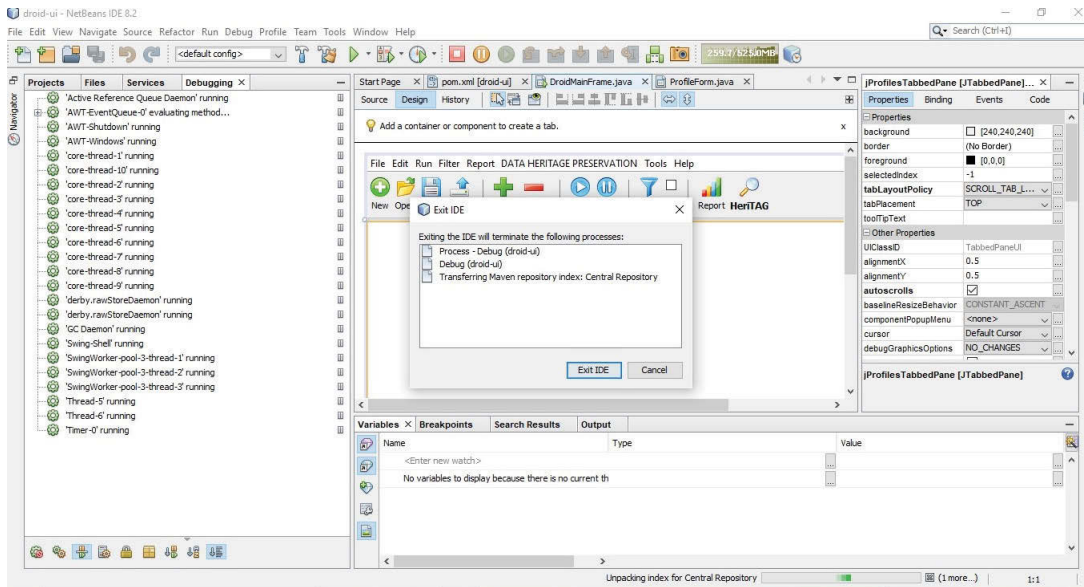 droid-ui - NetBeans IDE 8.2
File Edit View Navigate Source Refactor Run Debug Profile Team Tools Window Help
Search (Ctrl+I)
<default config>
259.7/625.0MB
Navigator
Projects Files Services Debugging
'Active Reference Queue Daemon' running
'AWT-EventQueue-0' evaluating method...
'AWT-Shutdown' running
'AWT-Windows' running
'core-thread-1' running
'core-thread-10' running
'core-thread-2' running
'core-thread-3' running
'core-thread-4' running
'core-thread-5' running
'core-thread-6' running
'core-thread-7' running
'core-thread-8' running
'core-thread-9' running
'derby.rawStoreDaemon' running
'derby.rawStoreDaemon' running
'GC Daemon' running
'Swing-Shell' running
'SwingWorker-pool-3-thread-1' running
'SwingWorker-pool-3-thread-2' running
'SwingWorker-pool-3-thread-3' running
'Thread-5' running
'Thread-6' running
'Timer-0' running
Start Page pom.xml [droid-ui] DroidMainFrame.java ProfileForm.java
Source Design History
Add a container or component to create a tab.
File Edit Run Filter Report DATA HERITAGE PRESERVATION Tools Help
New Ope Report HeriTAG
Exit IDE
Exiting the IDE will terminate the following processes:
Process - Debug (droid-ui)
Debug (droid-ui)
Transferring Maven repository index: Central Repository
Exit IDE Cancel
Variables Breakpoints Search Results Output
Name Type Value
<Enter new watch>
No variables to display because there is no current th
jProfilesTabbedPane [JTabbedPane]...
Properties Binding Events Code
Properties
background [240,240,240]
border (No Border)
foreground [0,0,0]
selectedIndex -1
tabLayoutPolicy SCROLL_TAB_L...
tabPlacement TOP
toolTipText
Other Properties
UIClassID TabbedPaneUI
alignmentX 0.5
alignmentY 0.5
autoscrolls
baselineResizeBehavior CONSTANT_ASCENT
componentPopupMenu <none>
cursor Default Cursor
debugGraphicsOptions NO_CHANGES
jProfilesTabbedPane [JTabbedPane]
Unpacking index for Central Repository (1 more...) 1:1